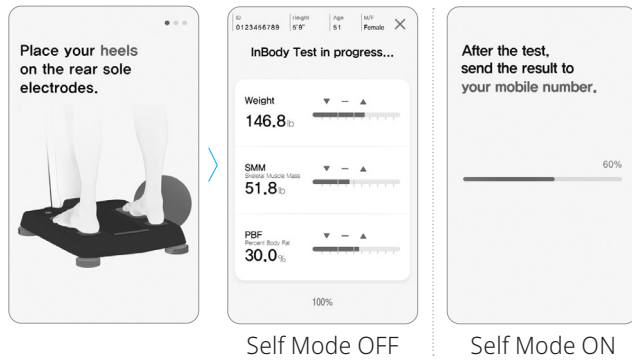 Place your heels
on the rear sole
electrodes.
ID
0123456789
Height
5'9"
Age
51
M/F
Female
InBody Test in progress...
Weight
146.8lb
SMM
Skeletal Muscle Mass
51.8lb
PBF
Percent Body Fat
30.0%
100%
Self Mode OFF
After the test,
send the result to
your mobile number.
60%
Self Mode ON